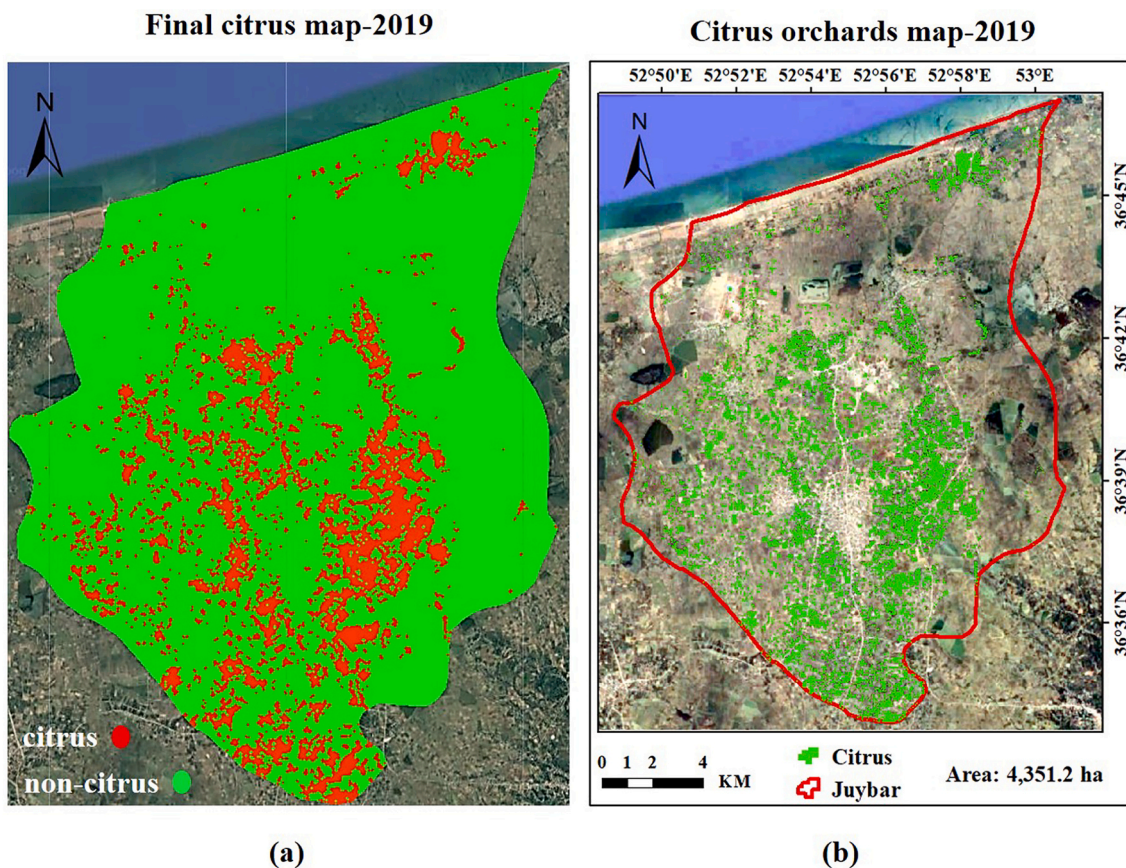 Final citrus map-2019
N
citrus
non-citrus
(a)
Citrus orchards map-2019
52°50'E 52°52'E 52°54'E 52°56'E 52°58'E 53°E
N
36°45'N
36°42'N
36°39'N
36°36'N
0 1 2 4
KM
Citrus
Juybar
Area: 4,351.2 ha
(b)